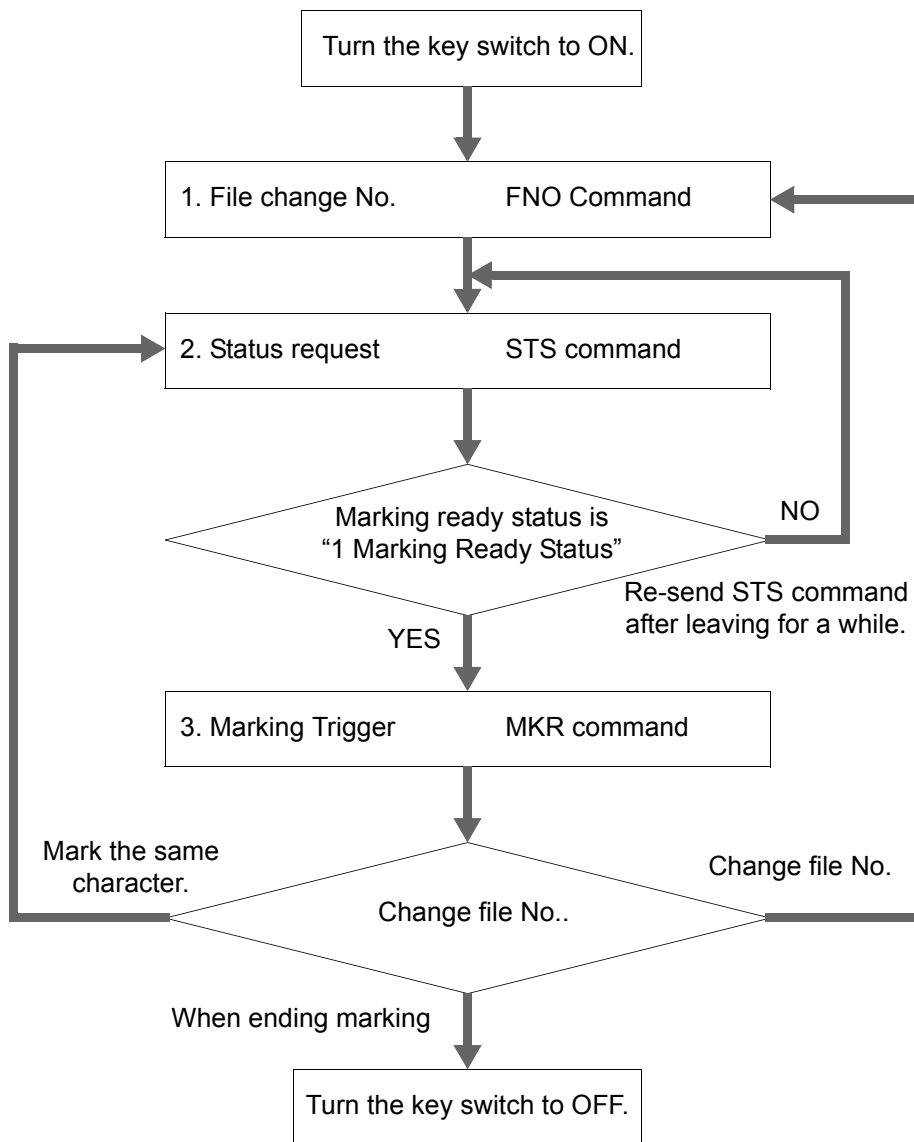 Turn the key switch to ON.
1. File change No. FNO Command
2. Status request STS command
Marking ready status is
“1 Marking Ready Status”
NO
Re-send STS command
after leaving for a while.
YES
3. Marking Trigger MKR command
Mark the same
character.
Change file No.
Change file No..
When ending marking
Turn the key switch to OFF.